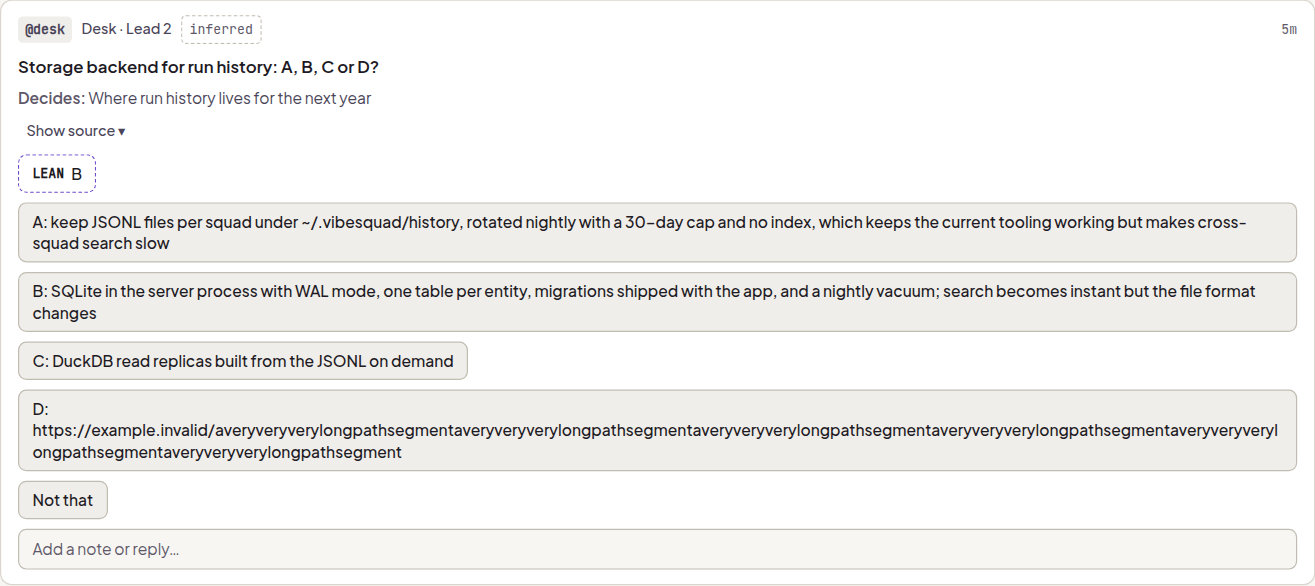 @desk Desk · Lead 2 inferred 5m
Storage backend for run history: A, B, C or D?
Decides: Where run history lives for the next year
Show source ▾
LEAN B
A: keep JSONL files per squad under ~/.vibesquad/history, rotated nightly with a 30-day cap and no index, which keeps the current tooling working but makes cross-
squad search slow
B: SQLite in the server process with WAL mode, one table per entity, migrations shipped with the app, and a nightly vacuum; search becomes instant but the file format
changes
C: DuckDB read replicas built from the JSONL on demand
D:
https://example.invalid/averyveryverylongpathsegmentaveryveryverylongpathsegmentaveryveryverylongpathsegmentaveryveryverylongpathsegmentaveryveryveryl
ongpathsegmentaveryveryverylongpathsegment
Not that
Add a note or reply...